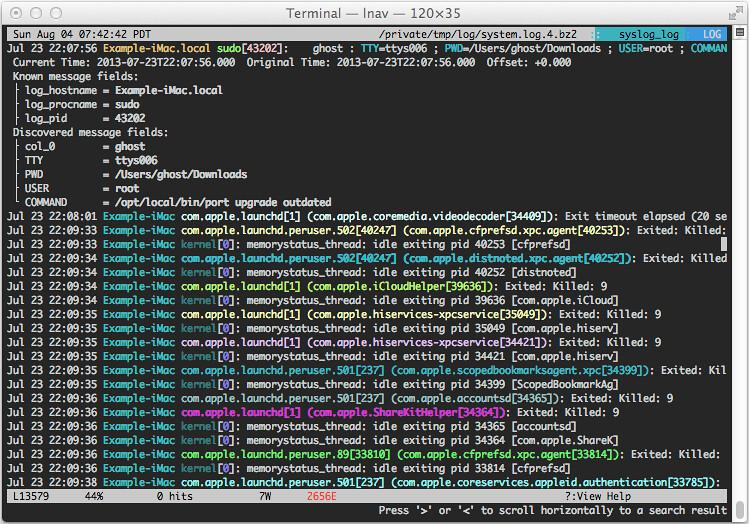 Terminal — lnav — 120×35
Sun Aug 04 07:42:42 PDT /private/tmp/log/system.log.4.bz2 :: syslog_log : LOG
Jul 23 22:07:56 Example-iMac.local sudo[43202]: ghost : TTY=ttys006 ; PWD=/Users/ghost/Downloads ; USER=root ; COMMAN
Current Time: 2013-07-23T22:07:56.000 Original Time: 2013-07-23T22:07:56.000 Offset: +0.000
Known message fields:
log_hostname = Example-iMac.local
log_procname = sudo
log_pid = 43202
Discovered message fields:
col_0 = ghost
TTY = ttys006
PWD = /Users/ghost/Downloads
USER = root
COMMAND = /opt/local/bin/port upgrade outdated
Jul 23 22:08:01 Example-iMac com.apple.launchd[1] (com.apple.coremedia.videodecoder[34409]): Exit timeout elapsed (20 se
Jul 23 22:09:33 Example-iMac com.apple.launchd.peruser.502[40247] (com.apple.cfprefsd.xpc.agent[40253]): Exited: Killed:
Jul 23 22:09:33 Example-iMac kernel[0]: memorystatus_thread: idle exiting pid 40253 [cfprefsd]
Jul 23 22:09:34 Example-iMac com.apple.launchd.peruser.502[40247] (com.apple.distnoted.xpc.agent[40252]): Exited: Killed
Jul 23 22:09:34 Example-iMac kernel[0]: memorystatus_thread: idle exiting pid 40252 [distnoted]
Jul 23 22:09:34 Example-iMac com.apple.launchd[1] (com.apple.iCloudHelper[39636]): Exited: Killed: 9
Jul 23 22:09:34 Example-iMac kernel[0]: memorystatus_thread: idle exiting pid 39636 [com.apple.iCloud]
Jul 23 22:09:34 Example-iMac com.apple.launchd[1] (com.apple.hiservices-xpcservice[35049]): Exited: Killed: 9
Jul 23 22:09:34 Example-iMac kernel[0]: memorystatus_thread: idle exiting pid 35049 [com.apple.hiserv]
Jul 23 22:09:35 Example-iMac com.apple.launchd[1] (com.apple.hiservices-xpcservice[34421]): Exited: Killed: 9
Jul 23 22:09:35 Example-iMac kernel[0]: memorystatus_thread: idle exiting pid 34421 [com.apple.hiserv]
Jul 23 22:09:35 Example-iMac com.apple.launchd.peruser.501[237] (com.apple.scopedbookmarksagent.xpc[34399]): Exited: Kil
Jul 23 22:09:35 Example-iMac kernel[0]: memorystatus_thread: idle exiting pid 34399 [ScopedBookmarkAg]
Jul 23 22:09:36 Example-iMac com.apple.launchd.peruser.501[237] (com.apple.accountsd[34365]): Exited: Killed: 9
Jul 23 22:09:36 Example-iMac com.apple.launchd[1] (com.apple.ShareKitHelper[34364]): Exited: Killed: 9
Jul 23 22:09:36 Example-iMac kernel[0]: memorystatus_thread: idle exiting pid 34365 [accountsd]
Jul 23 22:09:36 Example-iMac kernel[0]: memorystatus_thread: idle exiting pid 34364 [com.apple.ShareK]
Jul 23 22:09:36 Example-iMac com.apple.launchd.peruser.89[33810] (com.apple.cfprefsd.xpc.agent[33814]): Exited: Killed:
Jul 23 22:09:36 Example-iMac kernel[0]: memorystatus_thread: idle exiting pid 33814 [cfprefsd]
Jul 23 22:09:38 Example-iMac com.apple.launchd.peruser.501[237] (com.apple.coreservices.appleid.authentication[33785]):
L13579 44% 0 hits 7W 2656E ?:View Help
Press '>' or '<' to scroll horizontally to a search result